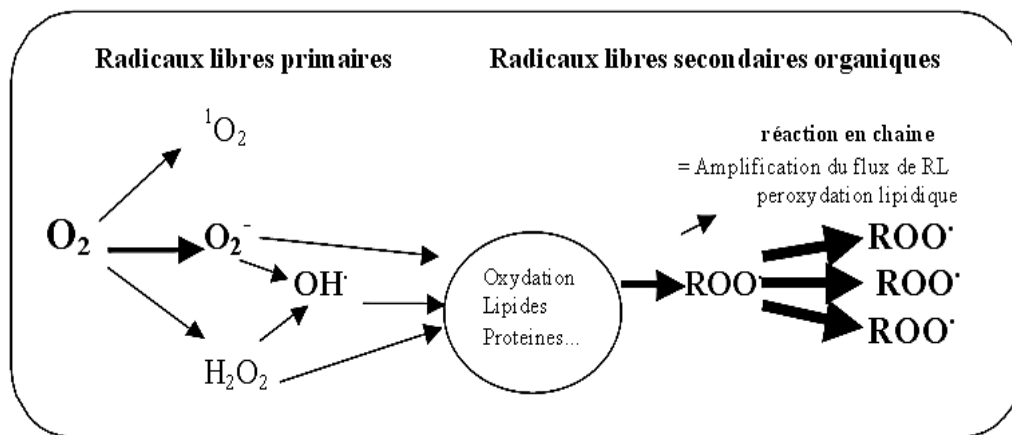 Radicaux libres primaires
Radicaux libres secondaires organiques
¹O₂
réaction en chaine
= Amplification du flux de RL
peroxydation lipidique
O₂
O₂⁻
OH·
H₂O₂
Oxydation
Lipides
Proteines...
ROO·
ROO·
ROO·
ROO·